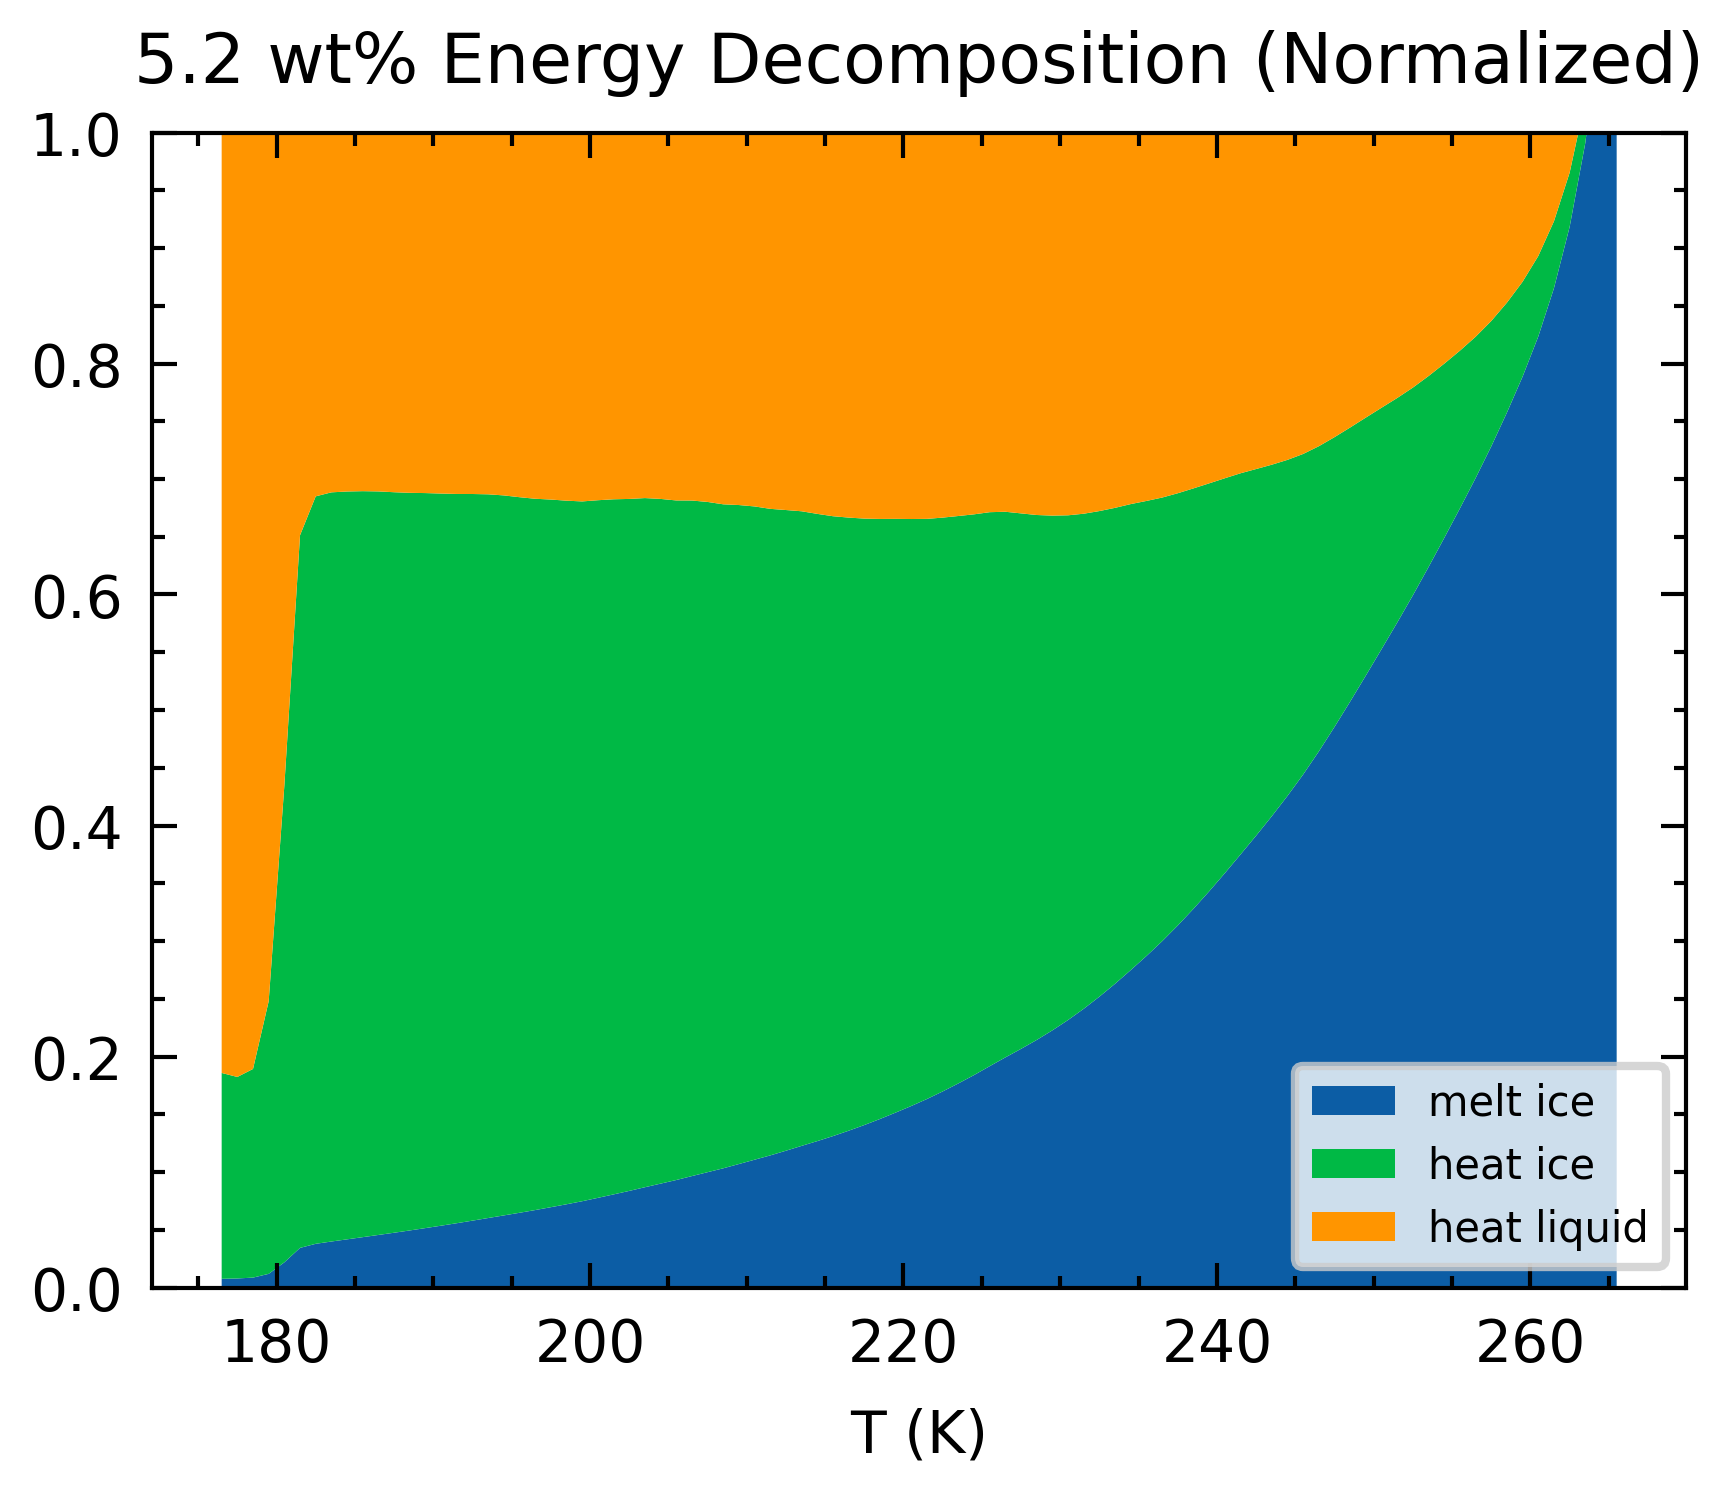 5.2 wt% Energy Decomposition (Normalized)
1.0
0.8
0.6
0.4
0.2
0.0
melt ice
heat ice
heat liquid
180 200 220 240 260
T (K)